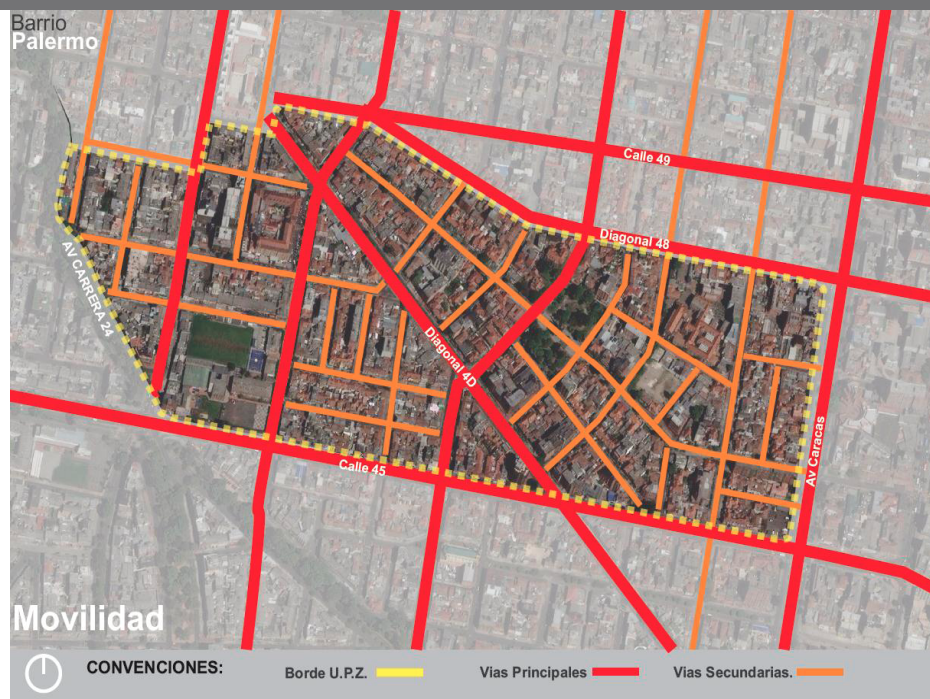 Barrio
Palermo
Calle 49
Diagonal 48
AV CARRERA 24
Diagonal 4D
Av Caracas
Calle 45
Movilidad
CONVENCIONES:
Borde U.P.Z.
Vias Principales
Vias Secundarias.